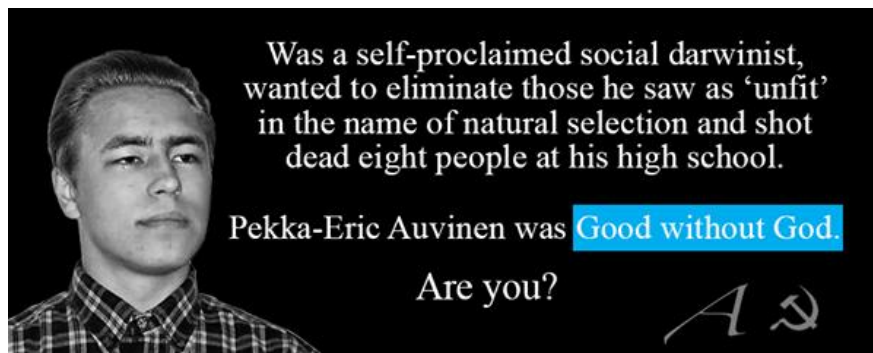 Was a self-proclaimed social darwinist,
wanted to eliminate those he saw as ‘unfit’
in the name of natural selection and shot
dead eight people at his high school.
Pekka-Eric Auvinen was Good without God.
Are you?
A